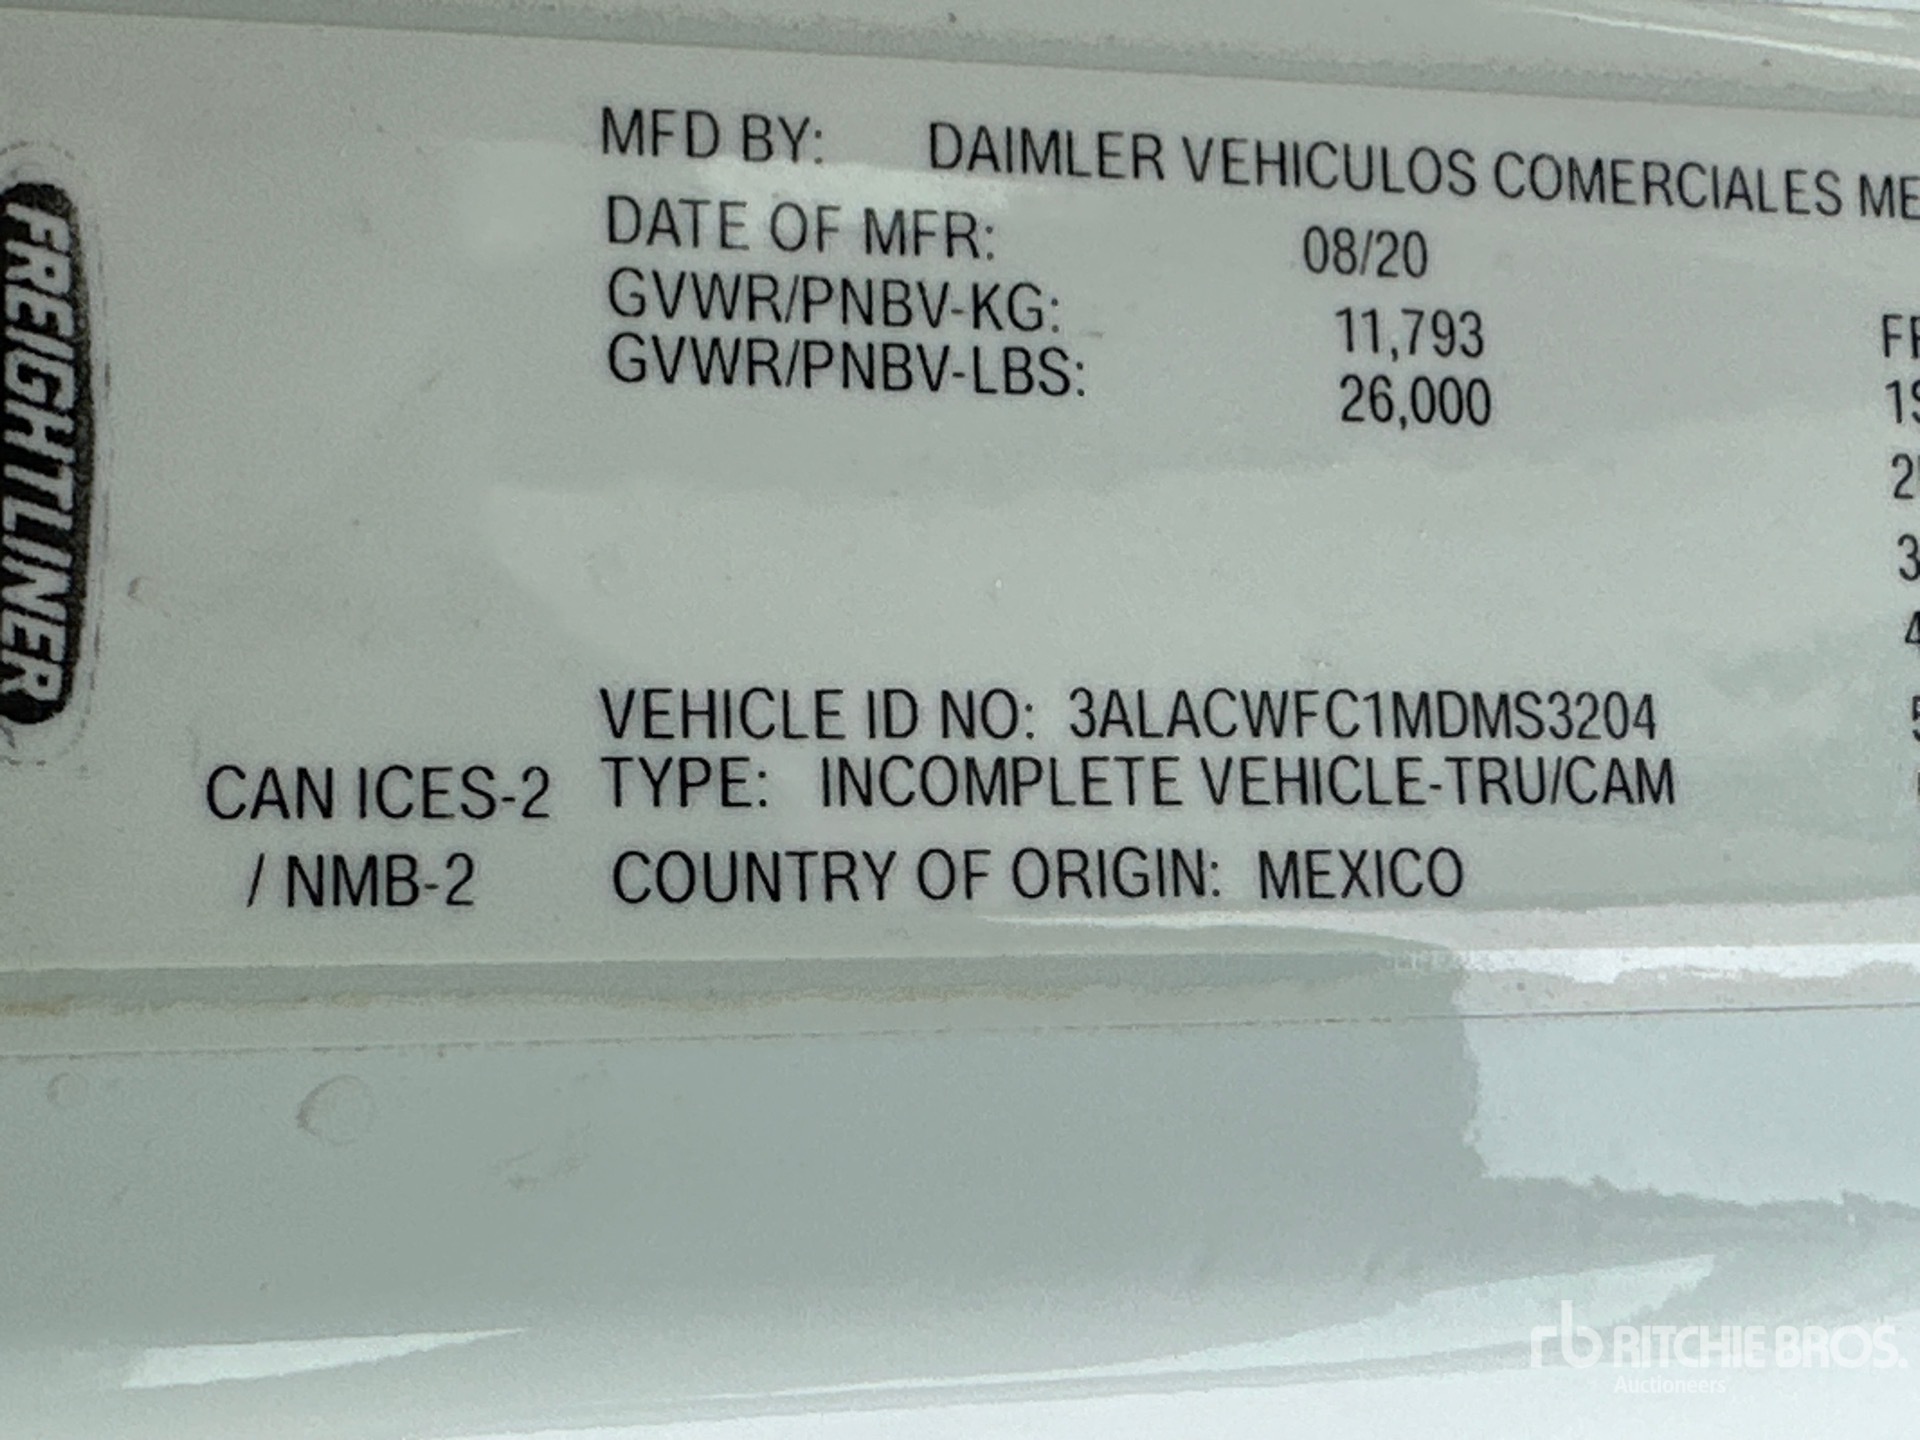 FREIGHTLINER
MFD BY: DAIMLER VEHICULOS COMERCIALES ME
DATE OF MFR: 08/20
GVWR/PNBV-KG: 11,793
GVWR/PNBV-LBS: 26,000
VEHICLE ID NO: 3ALACWFC1MDMS3204
CAN ICES-2 TYPE: INCOMPLETE VEHICLE-TRU/CAM
/ NMB-2 COUNTRY OF ORIGIN: MEXICO
rb RITCHIE BROS.
Auctioneers